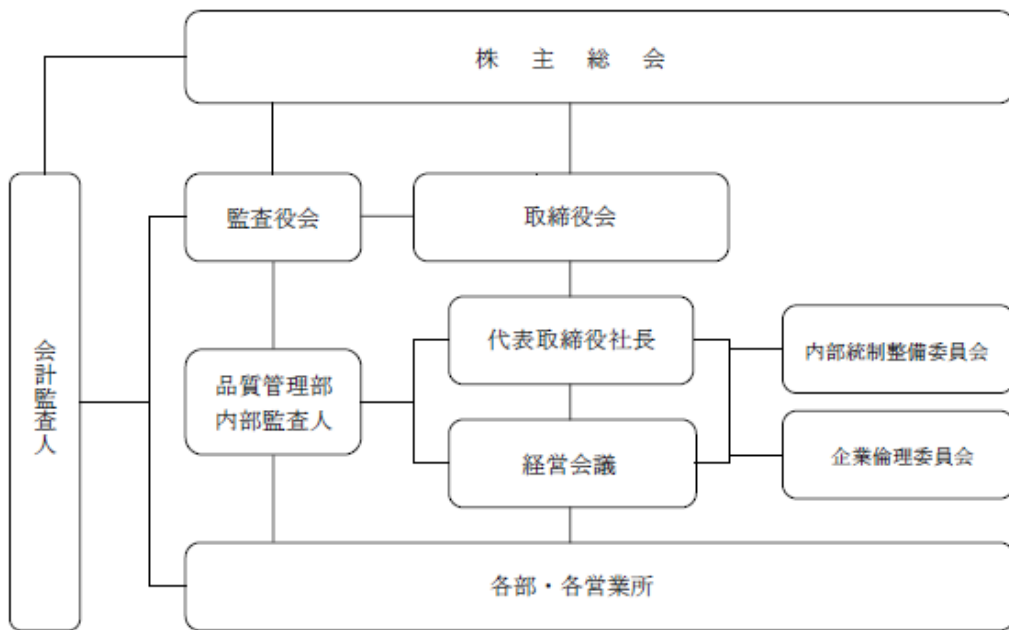 株主総会
監査役会
取締役会
会計監査人
代表取締役社長
内部統制整備委員会
品質管理部
内部監査人
経営会議
企業倫理委員会
各部・各営業所